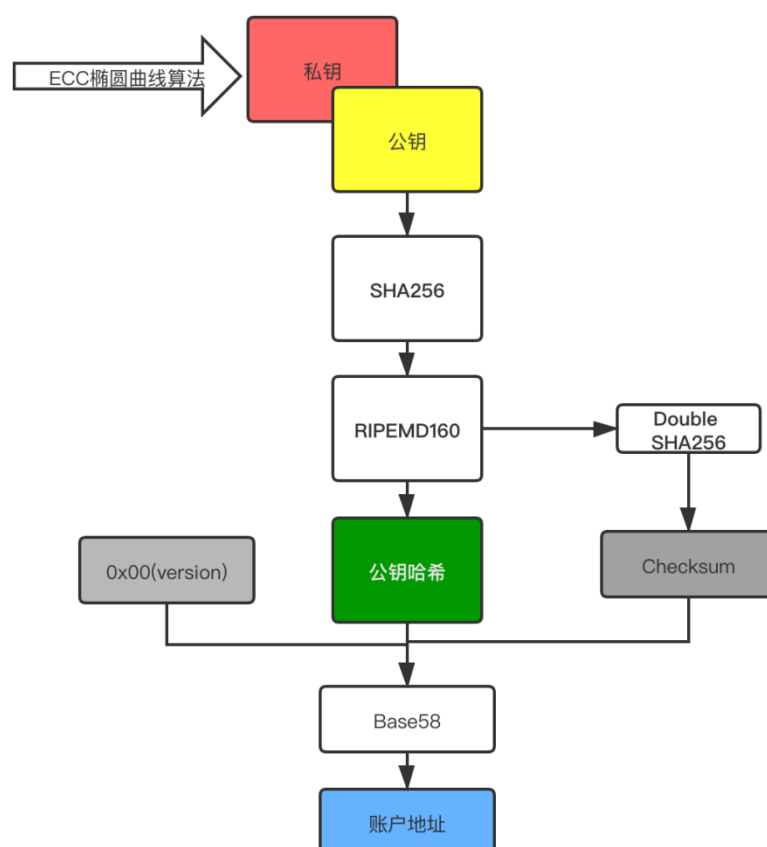 私钥
ECC椭圆曲线算法
公钥
SHA256
RIPEMD160
Double
SHA256
公钥哈希
0x00(version)
Checksum
Base58
账户地址